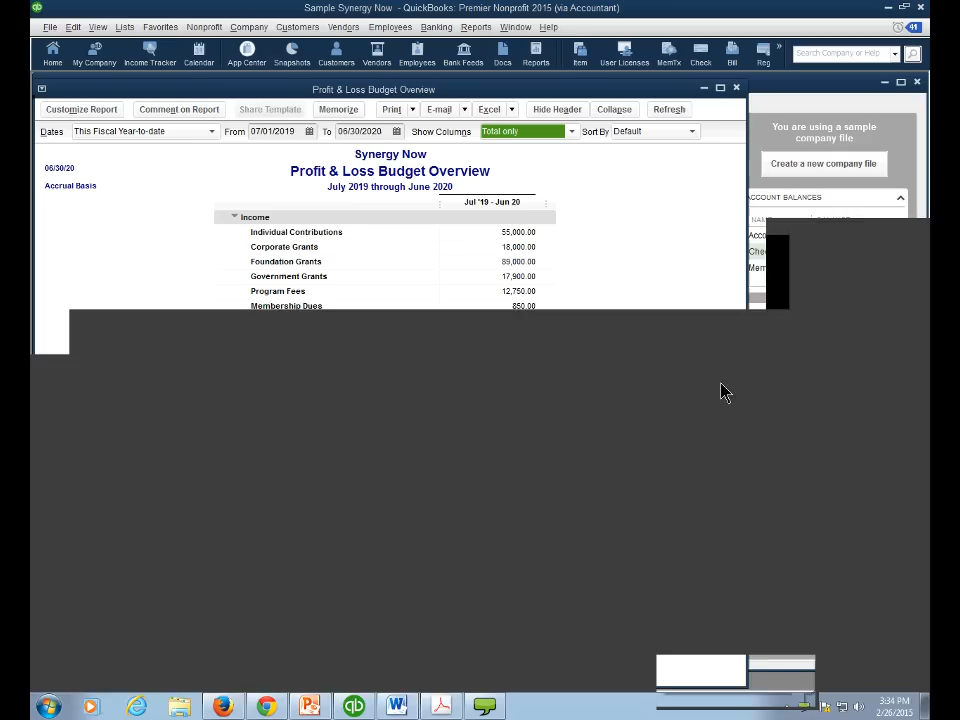 Sample Synergy Now - QuickBooks: Premier Nonprofit 2015 (via Accountant)
File Edit View Lists Favorites Nonprofit Company Customers Vendors Employees Banking Reports Window Help 41
Home My Company Income Tracker Calendar App Center Snapshots Customers Vendors Employees Bank Feeds Docs Reports Item User Licenses MemTx Check Bill Reg » Search Company or Help
Profit & Loss Budget Overview
Customize Report Comment on Report Share Template Memorize Print E-mail Excel Hide Header Collapse Refresh
Dates This Fiscal Year-to-date From 07/01/2019 To 06/30/2020 Show Columns Total only Sort By Default
You are using a sample
company file
Create a new company file
ACCOUNT BALANCES
Synergy Now
06/30/20
Profit & Loss Budget Overview
Accrual Basis
July 2019 through June 2020
Jul '19 - Jun 20
Income
Individual Contributions 55,000.00
Corporate Grants 18,000.00
Foundation Grants 89,000.00
Government Grants 17,900.00
Program Fees 12,750.00
Membership Dues 850.00
3:34 PM
2/26/2015